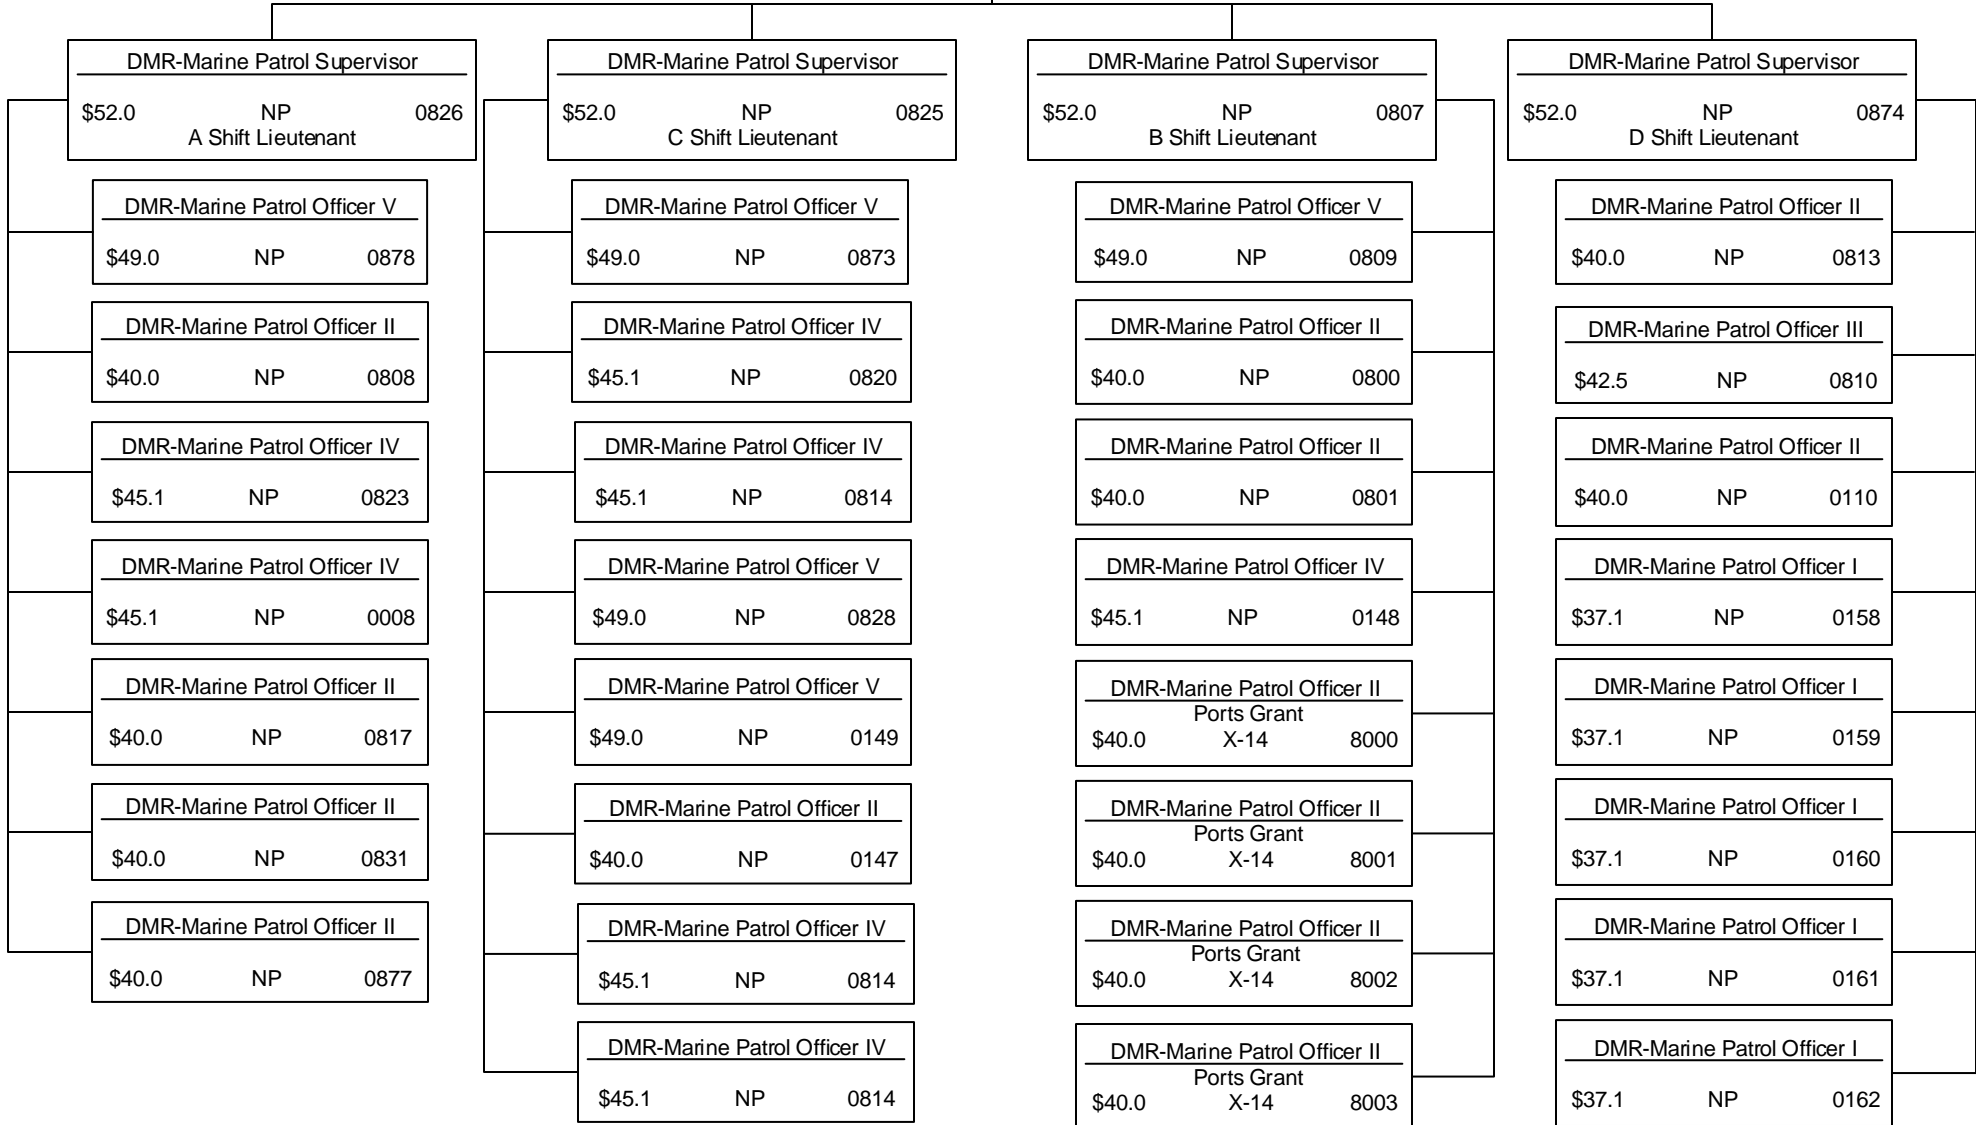 DMR-Marine Patrol Supervisor
$52.0 NP 0826
A Shift Lieutenant
DMR-Marine Patrol Officer V
$49.0 NP 0878
DMR-Marine Patrol Officer II
$40.0 NP 0808
DMR-Marine Patrol Officer IV
$45.1 NP 0823
DMR-Marine Patrol Officer IV
$45.1 NP 0008
DMR-Marine Patrol Officer II
$40.0 NP 0817
DMR-Marine Patrol Officer II
$40.0 NP 0831
DMR-Marine Patrol Officer II
$40.0 NP 0877
DMR-Marine Patrol Supervisor
$52.0 NP 0825
C Shift Lieutenant
DMR-Marine Patrol Officer V
$49.0 NP 0873
DMR-Marine Patrol Officer IV
$45.1 NP 0820
DMR-Marine Patrol Officer IV
$45.1 NP 0814
DMR-Marine Patrol Officer V
$49.0 NP 0828
DMR-Marine Patrol Officer V
$49.0 NP 0149
DMR-Marine Patrol Officer II
$40.0 NP 0147
DMR-Marine Patrol Officer IV
$45.1 NP 0814
DMR-Marine Patrol Officer IV
$45.1 NP 0814
DMR-Marine Patrol Supervisor
$52.0 NP 0807
B Shift Lieutenant
DMR-Marine Patrol Officer V
$49.0 NP 0809
DMR-Marine Patrol Officer II
$40.0 NP 0800
DMR-Marine Patrol Officer II
$40.0 NP 0801
DMR-Marine Patrol Officer IV
$45.1 NP 0148
DMR-Marine Patrol Officer II
Ports Grant
$40.0 X-14 8000
DMR-Marine Patrol Officer II
Ports Grant
$40.0 X-14 8001
DMR-Marine Patrol Officer II
Ports Grant
$40.0 X-14 8002
DMR-Marine Patrol Officer II
Ports Grant
$40.0 X-14 8003
DMR-Marine Patrol Supervisor
$52.0 NP 0874
D Shift Lieutenant
DMR-Marine Patrol Officer II
$40.0 NP 0813
DMR-Marine Patrol Officer III
$42.5 NP 0810
DMR-Marine Patrol Officer II
$40.0 NP 0110
DMR-Marine Patrol Officer I
$37.1 NP 0158
DMR-Marine Patrol Officer I
$37.1 NP 0159
DMR-Marine Patrol Officer I
$37.1 NP 0160
DMR-Marine Patrol Officer I
$37.1 NP 0161
DMR-Marine Patrol Officer I
$37.1 NP 0162